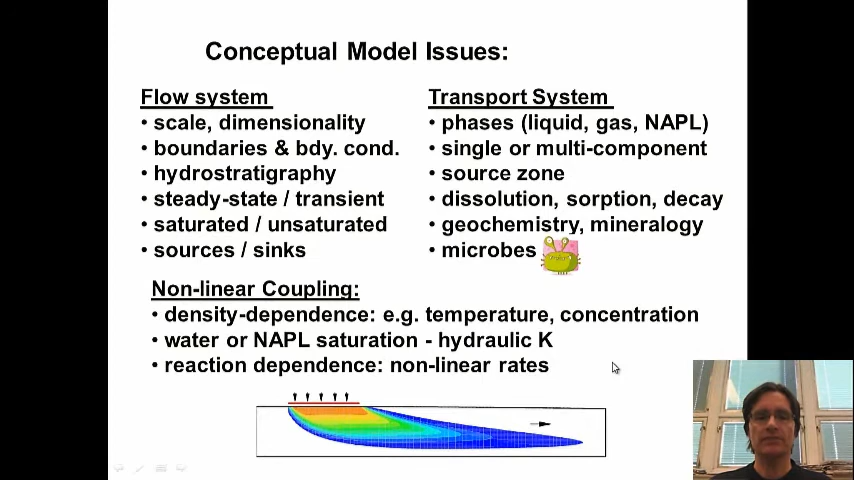 Conceptual Model Issues:
Flow system
• scale, dimensionality
• boundaries & bdy. cond.
• hydrostratigraphy
• steady-state / transient
• saturated / unsaturated
• sources / sinks
Transport System
• phases (liquid, gas, NAPL)
• single or multi-component
• source zone
• dissolution, sorption, decay
• geochemistry, mineralogy
• microbes
Non-linear Coupling:
• density-dependence: e.g. temperature, concentration
• water or NAPL saturation - hydraulic K
• reaction dependence: non-linear rates